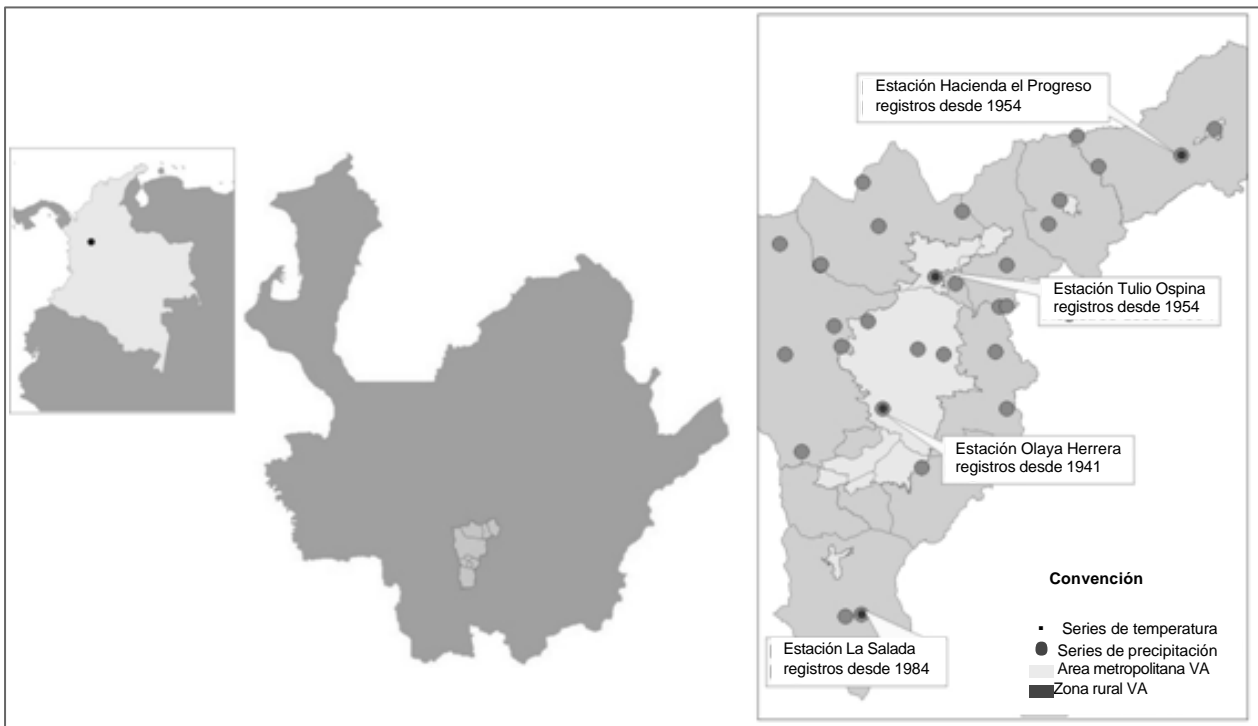 Estación Hacienda el Progreso
registros desde 1954
Estación Tulio Ospina
registros desde 1954
Estación Olaya Herrera
registros desde 1941
Estación La Salada
registros desde 1984
Convención
Series de temperatura
Series de precipitación
Area metropolitana VA
Zona rural VA